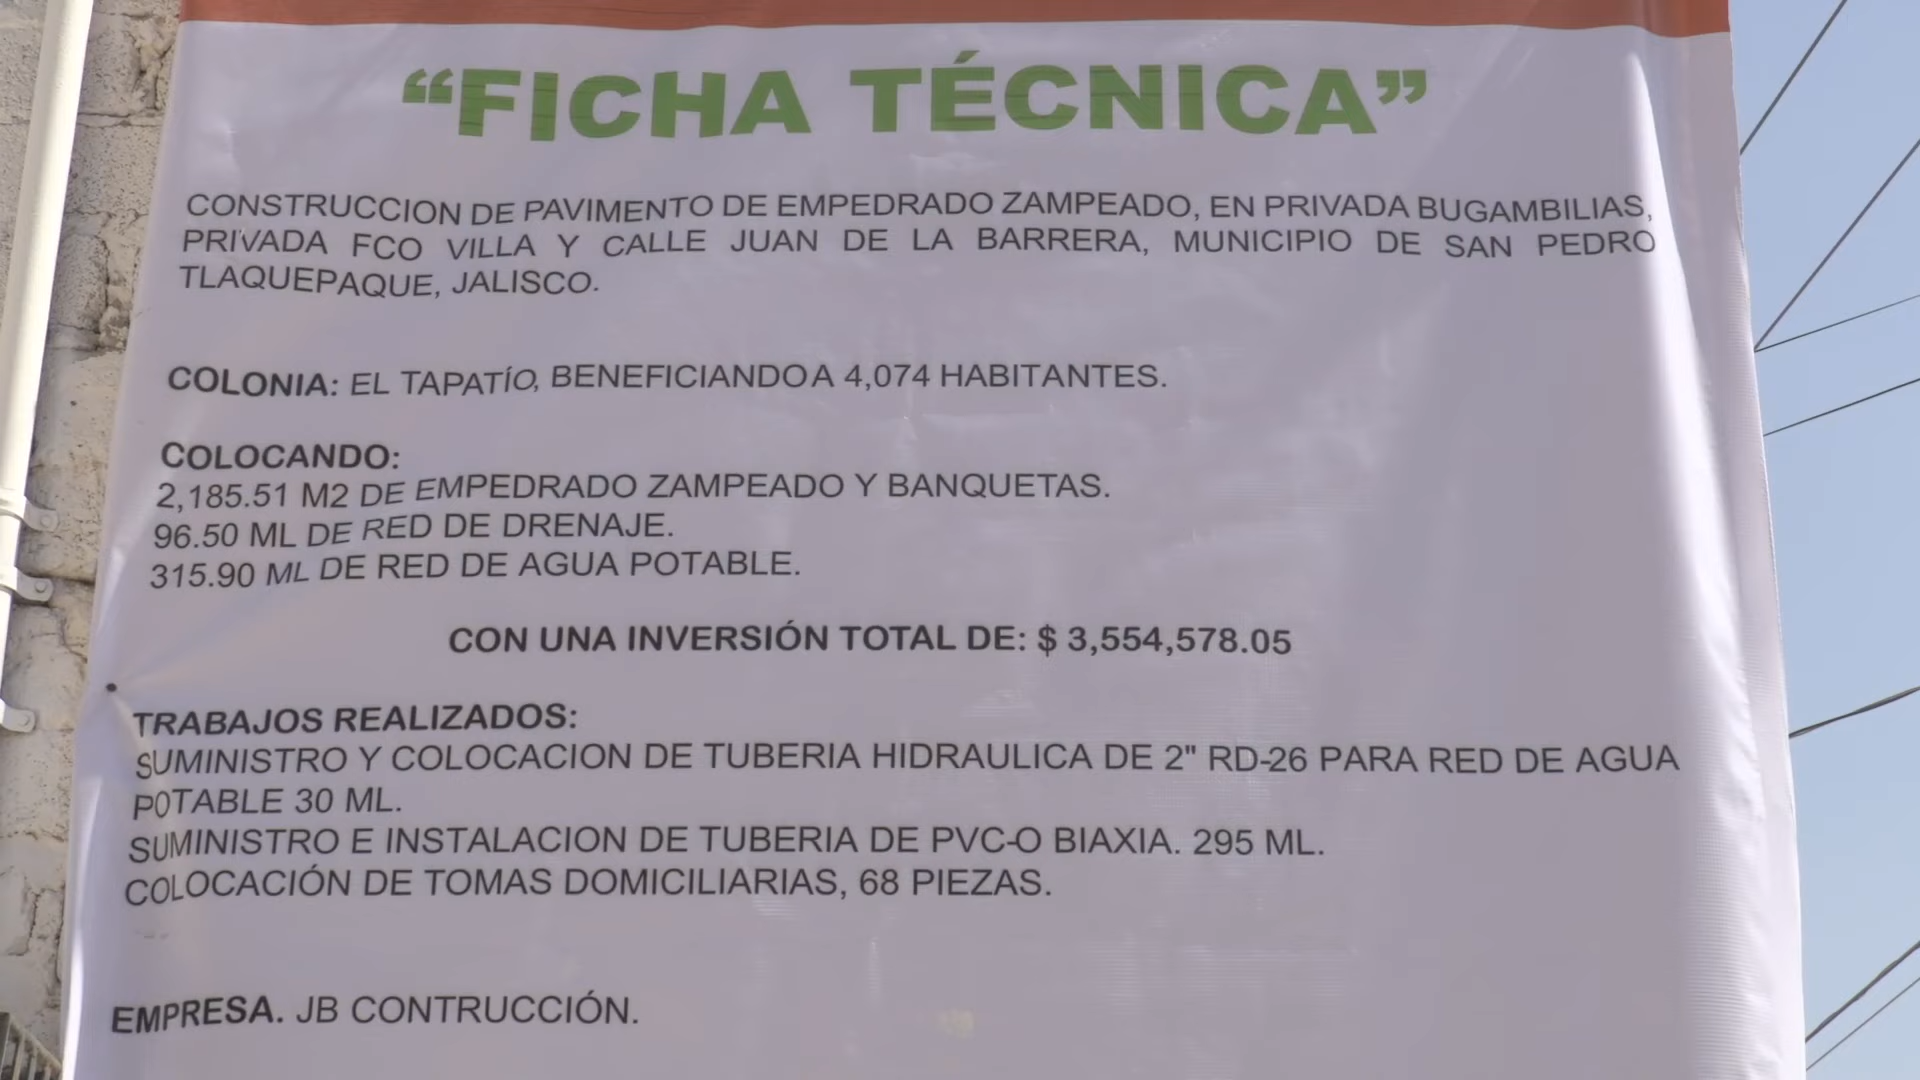 “FICHA TÉCNICA”
CONSTRUCCION DE PAVIMENTO DE EMPEDRADO ZAMPEADO, EN PRIVADA BUGAMBILIAS,
PRIVADA FCO VILLA Y CALLE JUAN DE LA BARRERA, MUNICIPIO DE SAN PEDRO
TLAQUEPAQUE, JALISCO.
COLONIA: EL TAPATÍO, BENEFICIANDO A 4,074 HABITANTES.
COLOCANDO:
2,185.51 M2 DE EMPEDRADO ZAMPEADO Y BANQUETAS.
96.50 ML DE RED DE DRENAJE.
315.90 ML DE RED DE AGUA POTABLE.
CON UNA INVERSIÓN TOTAL DE: $ 3,554,578.05
TRABAJOS REALIZADOS:
SUMINISTRO Y COLOCACION DE TUBERIA HIDRAULICA DE 2" RD-26 PARA RED DE AGUA
POTABLE 30 ML.
SUMINISTRO E INSTALACION DE TUBERIA DE PVC-O BIAXIA. 295 ML.
COLOCACIÓN DE TOMAS DOMICILIARIAS, 68 PIEZAS.
EMPRESA. JB CONTRUCCIÓN.